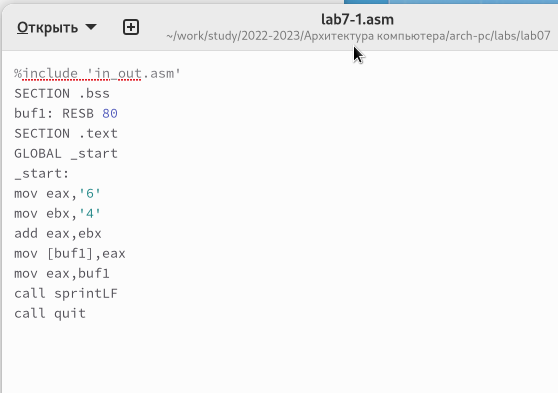 Открыть
lab7-1.asm
~/work/study/2022-2023/Архитектура компьютера/arch-pc/labs/lab07
%include 'in_out.asm'
SECTION .bss
buf1: RESB 80
SECTION .text
GLOBAL _start
_start:
mov eax,'6'
mov ebx,'4'
add eax,ebx
mov [buf1],eax
mov eax,buf1
call sprintLF
call quit